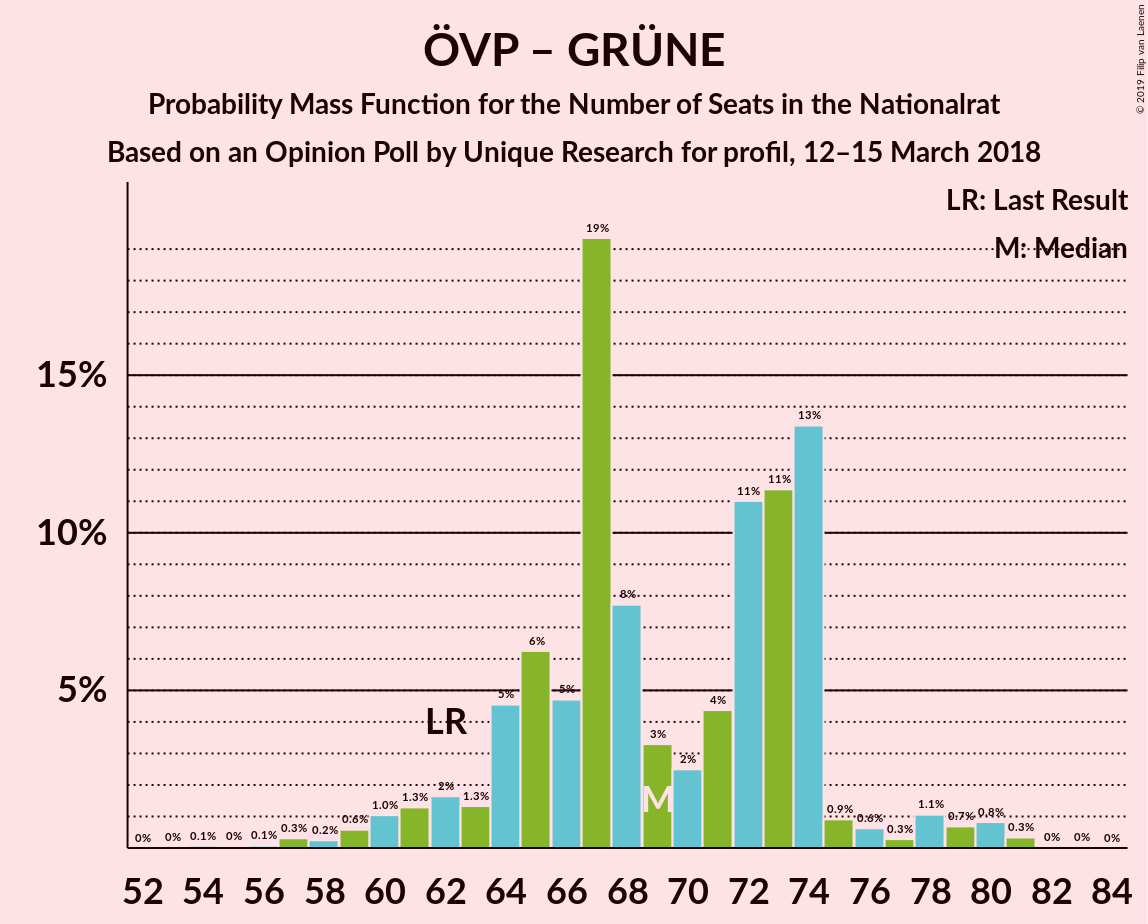 ÖVP – GRÜNE
Probability Mass Function for the Number of Seats in the Nationalrat
Based on an Opinion Poll by Unique Research for profil, 12–15 March 2018
© 2019 Filip van Laenen
LR: Last Result
M: Median
15%
10%
5%
0% 0% 0.1% 0% 0.1% 0.3% 0.2% 0.6% 1.0% 1.3% 2% 1.3% 5% 6% 5% 19% 8% 3% 2% 4% 11% 11% 13% 0.9% 0.6% 0.3% 1.1% 0.7% 0.8% 0.3% 0% 0% 0%
LR
M
52 54 56 58 60 62 64 66 68 70 72 74 76 78 80 82 84